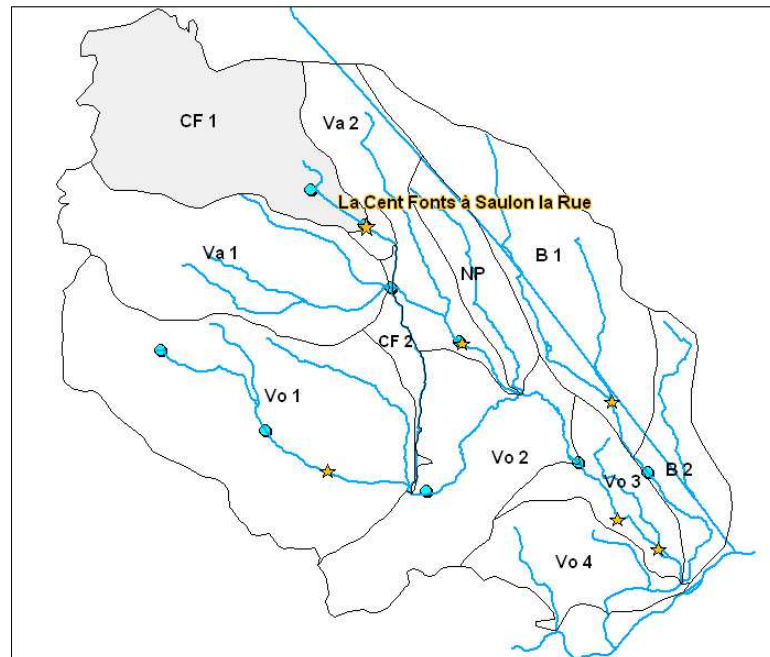 CF 1
Va 2
La Cent Fonts à Saulon la Rue
Va 1
NP
B 1
CF 2
Vo 1
Vo 2
Vo 3
B 2
Vo 4